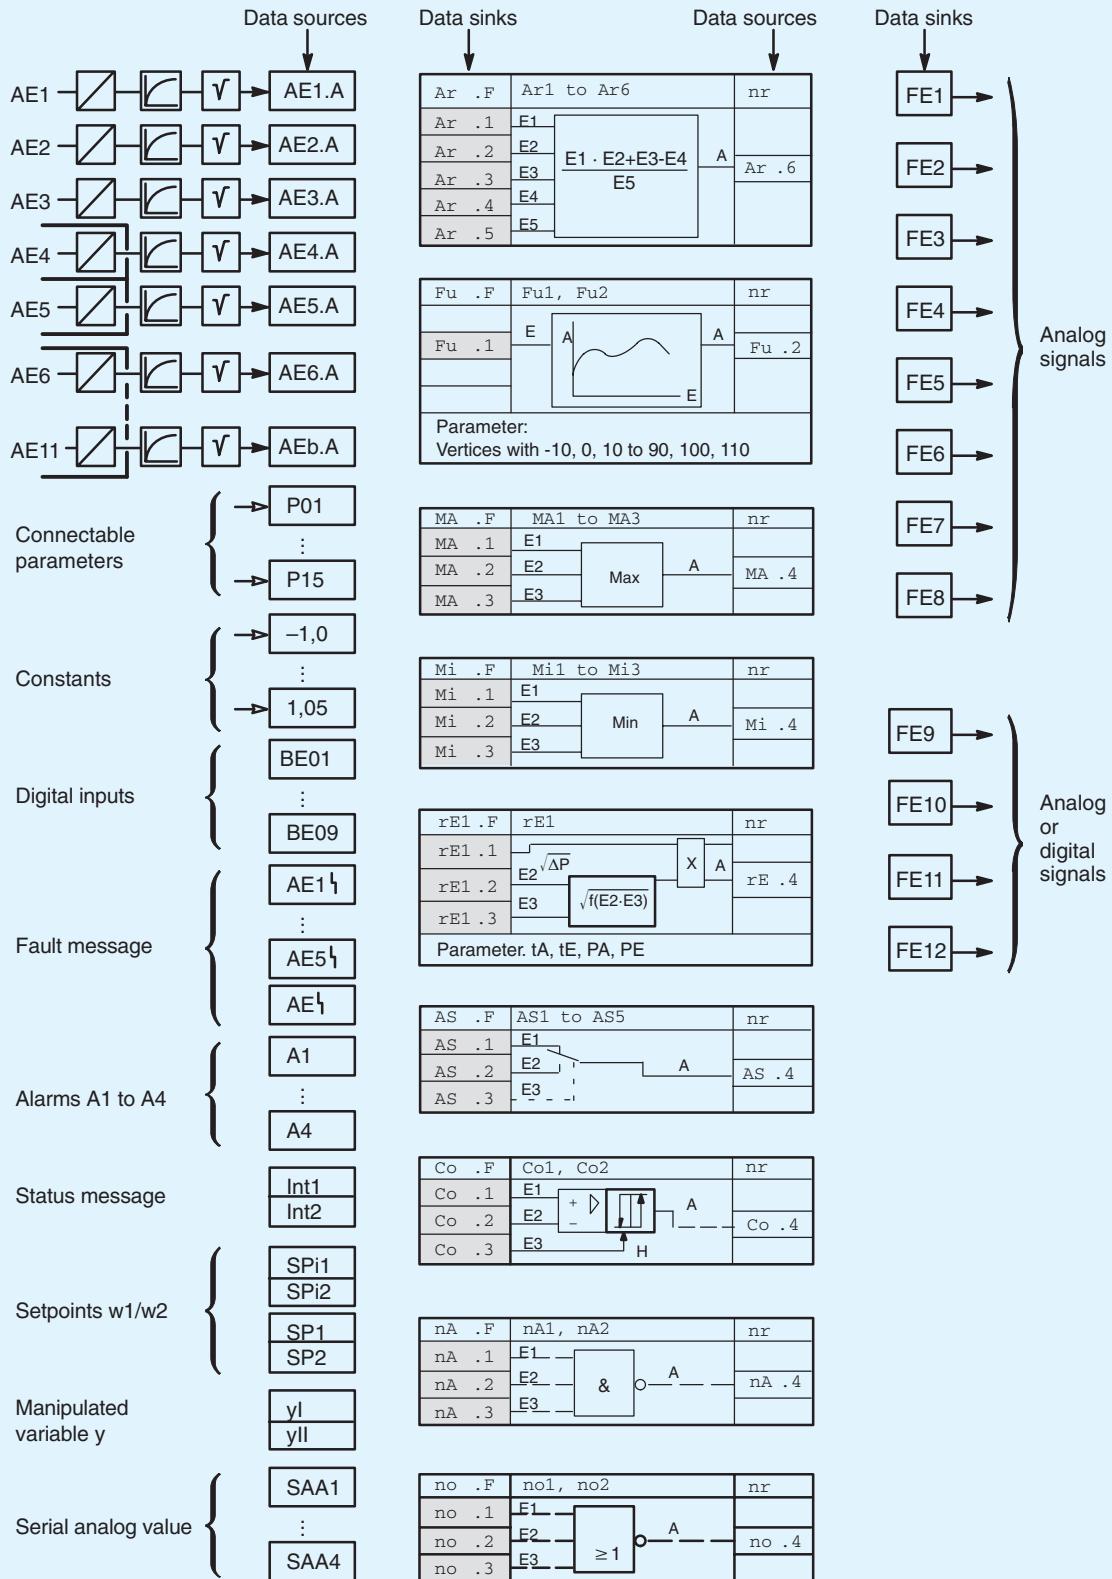 Data sources
Data sinks
Data sources
Data sinks
AE1 √ AE1.A
AE2 √ AE2.A
AE3 √ AE3.A
AE4 √ AE4.A
AE5 √ AE5.A
AE6 √ AE6.A
AE11 √ AEb.A
Connectable
parameters
P01
⋮
P15
Constants
–1,0
⋮
1,05
Digital inputs
BE01
⋮
BE09
Fault message
AE1
⋮
AE5
AE
Alarms A1 to A4
A1
⋮
A4
Status message
Int1
Int2
Setpoints w1/w2
SPi1
SPi2
SP1
SP2
Manipulated
variable y
yI
yII
Serial analog value
SAA1
⋮
SAA4
Ar .F Ar1 to Ar6 nr
Ar .1 E1
Ar .2 E2
Ar .3 E3
Ar .4 E4
Ar .5 E5
E1 · E2+E3-E4
E5
A Ar .6
Fu .F Fu1, Fu2 nr
Fu .1 E A E A Fu .2
Parameter:
Vertices with -10, 0, 10 to 90, 100, 110
MA .F MA1 to MA3 nr
MA .1 E1
MA .2 E2 Max A MA .4
MA .3 E3
Mi .F Mi1 to Mi3 nr
Mi .1 E1
Mi .2 E2 Min A Mi .4
Mi .3 E3
rE1.F rE1 nr
rE1.1 √ΔP X
rE1.2 E2 √f(E2·E3) A rE .4
rE1.3 E3
Parameter. tA, tE, PA, PE
AS .F AS1 to AS5 nr
AS .1 E1
AS .2 E2 A AS .4
AS .3 E3
Co .F Co1, Co2 nr
Co .1 E1 + A
Co .2 E2 – Co .4
Co .3 E3 H
nA .F nA1, nA2 nr
nA .1 E1
nA .2 E2 & A nA .4
nA .3 E3
no .F no1, no2 nr
no .1 E1
no .2 E2 ≥1 A no .4
no .3 E3
FE1
FE2
FE3
FE4
FE5
FE6
FE7
FE8
Analog
signals
FE9
FE10
FE11
FE12
Analog
or
digital
signals